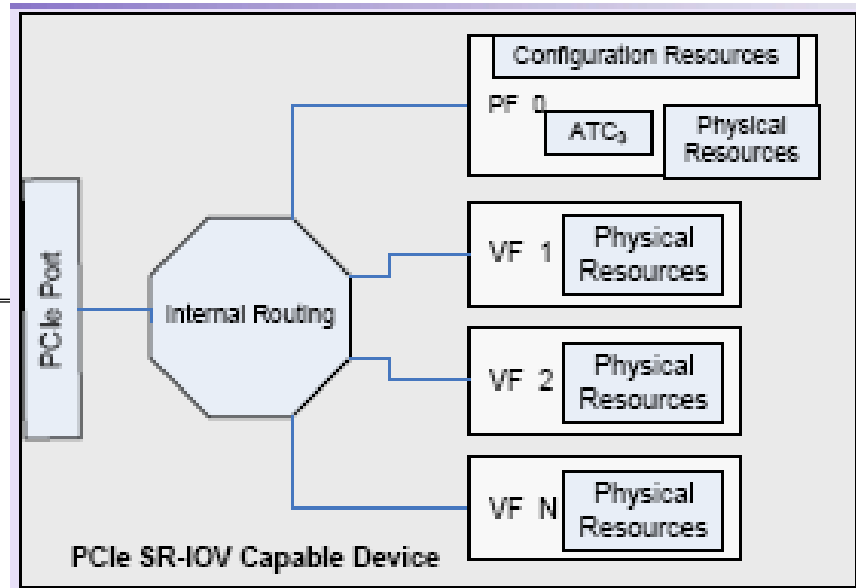 Configuration Resources
PF 0
ATC₀
Physical
Resources
PCIe Port
Internal Routing
VF 1
Physical
Resources
VF 2
Physical
Resources
VF N
Physical
Resources
PCIe SR-IOV Capable Device